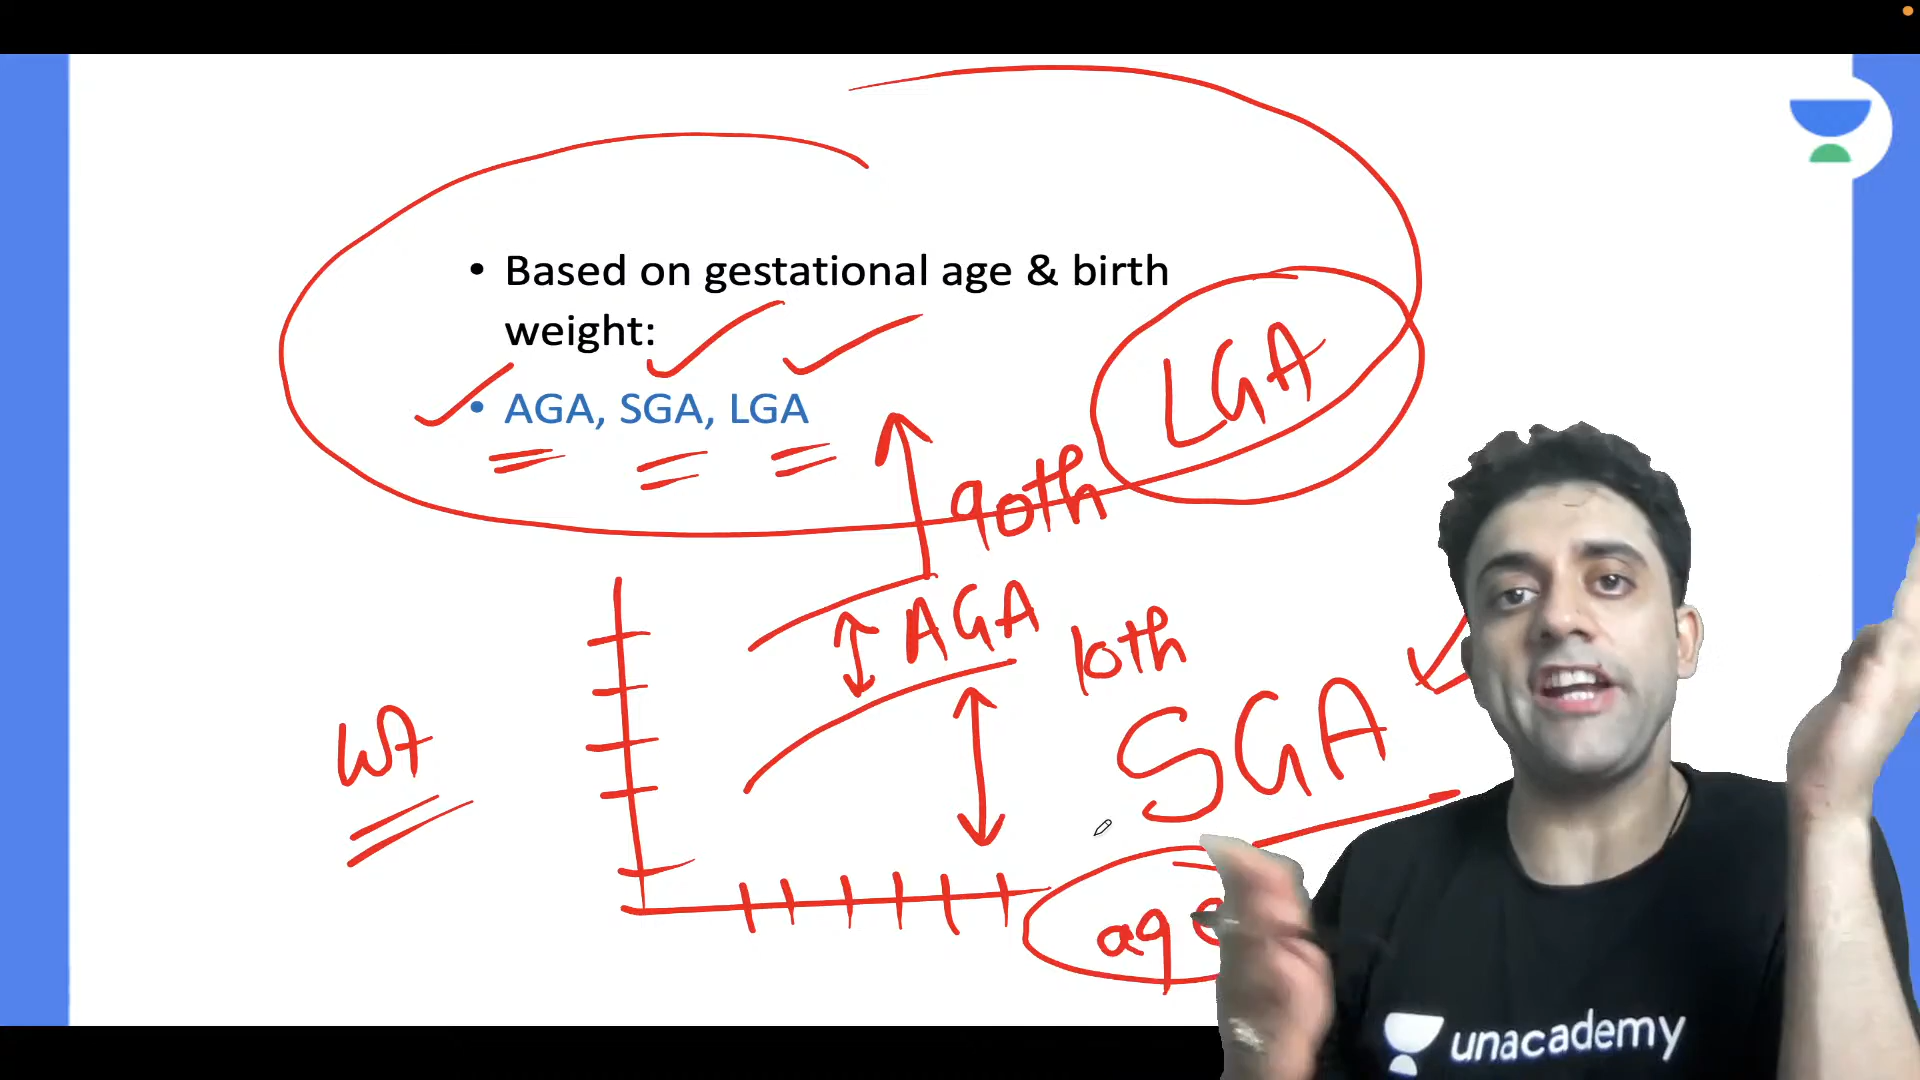 • Based on gestational age & birth
weight:
• AGA, SGA, LGA
LGA
90th
AGA
10th
SGA
Wt
age
unacademy